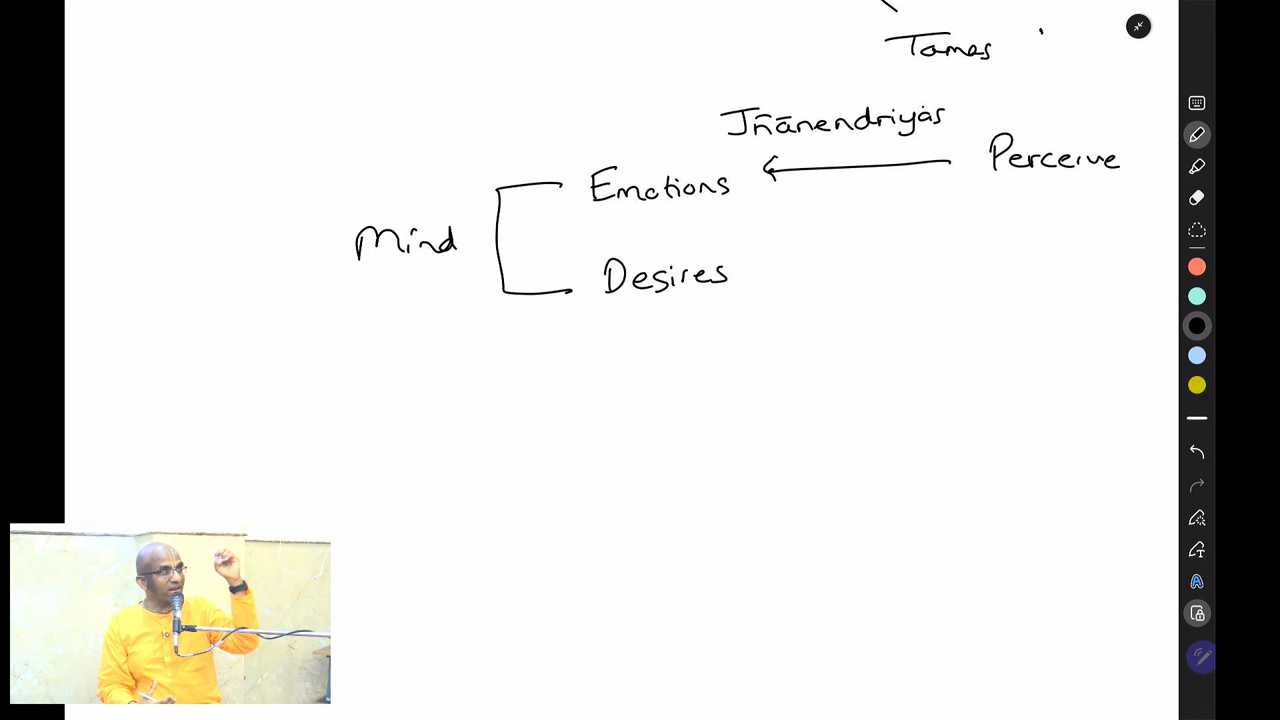 Tamas
Jñānendriyas
Emotions Perceive
Mind
Desires